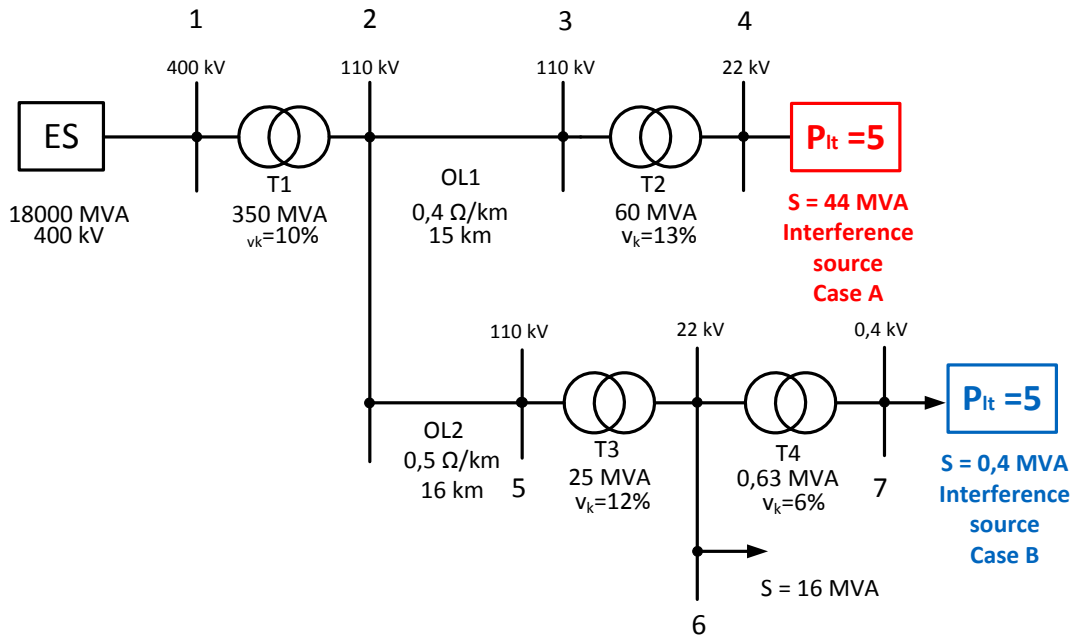 1
2
3
4
400 kV
110 kV
110 kV
22 kV
ES
18000 MVA
400 kV
T1
350 MVA
vk=10%
OL1
0,4 Ω/km
15 km
T2
60 MVA
vk=13%
Plt =5
S = 44 MVA
Interference
source
Case A
110 kV
22 kV
0,4 kV
OL2
0,5 Ω/km
16 km
5
T3
25 MVA
vk=12%
T4
0,63 MVA
vk=6%
7
Plt =5
S = 0,4 MVA
Interference
source
Case B
S = 16 MVA
6